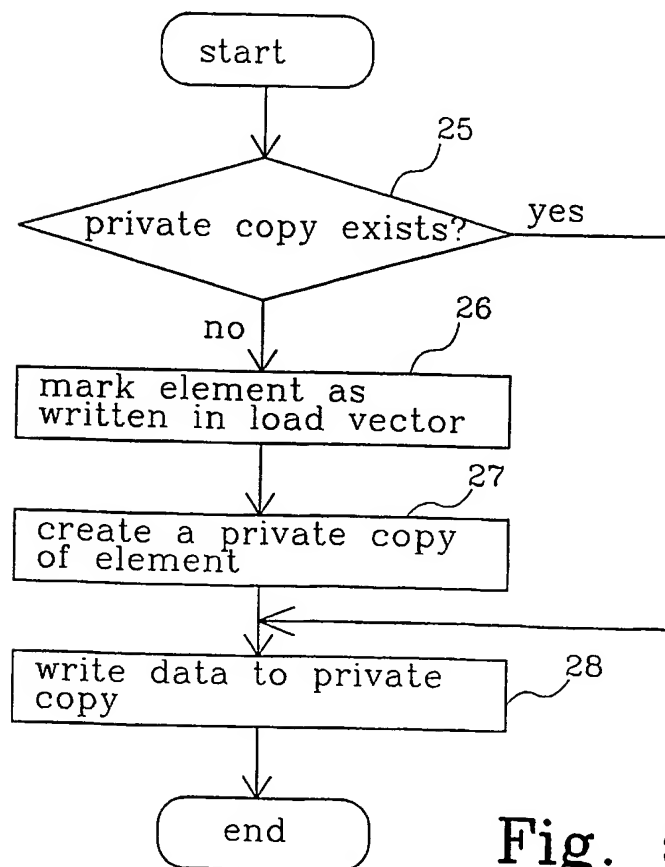 start
25
private copy exists?
yes
no
26
mark element as
written in load vector
27
create a private copy
of element
write data to private
copy
28
end
Fig.